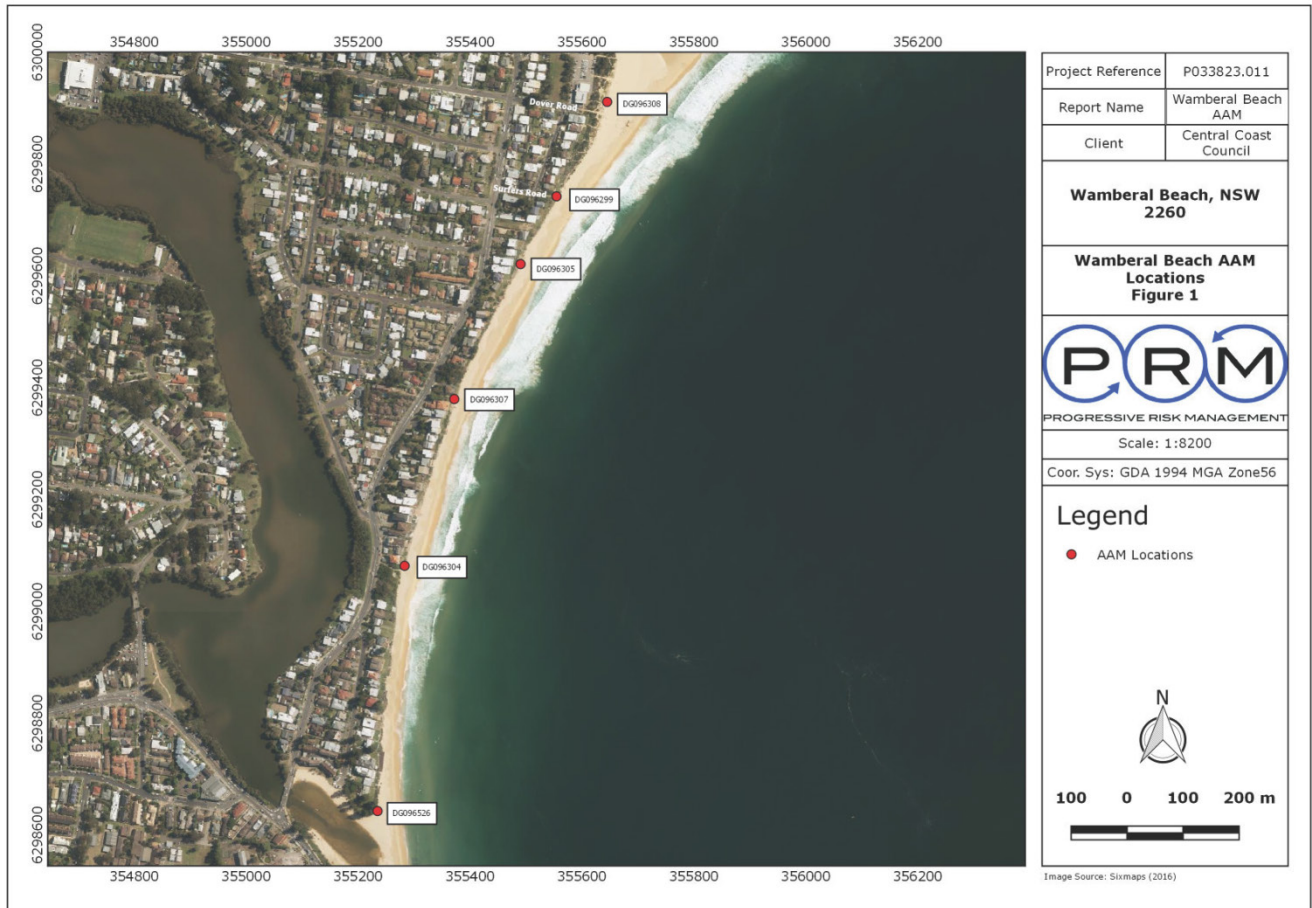 354800 355000 355200 355400 355600 355800 356000 356200
6300000
6299800
6299600
6299400
6299200
6299000
6298800
6298600
Dover Road
DG096308
Surfers Road
DG096299
DG096305
DG096307
DG096304
DG096526
354800 355000 355200 355400 355600 355800 356000 356200
Project Reference P033823.011
Report Name Wamberal Beach
AAM
Client Central Coast
Council
Wamberal Beach, NSW
2260
Wamberal Beach AAM
Locations
Figure 1
PRM
PROGRESSIVE RISK MANAGEMENT
Scale: 1:8200
Coor. Sys: GDA 1994 MGA Zone56
Legend
AAM Locations
N
100 0 100 200 m
Image Source: Sixmaps (2016)